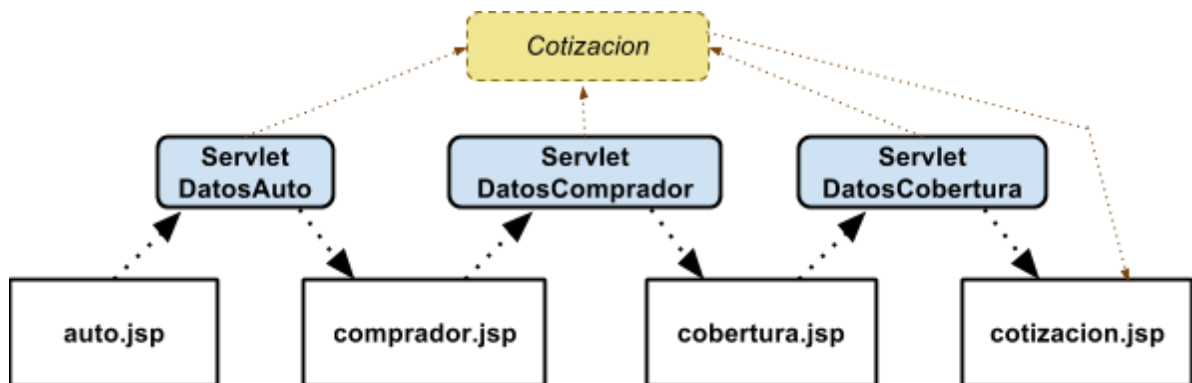 Cotizacion
Servlet
DatosAuto
Servlet
DatosComprador
Servlet
DatosCobertura
auto.jsp
comprador.jsp
cobertura.jsp
cotizacion.jsp